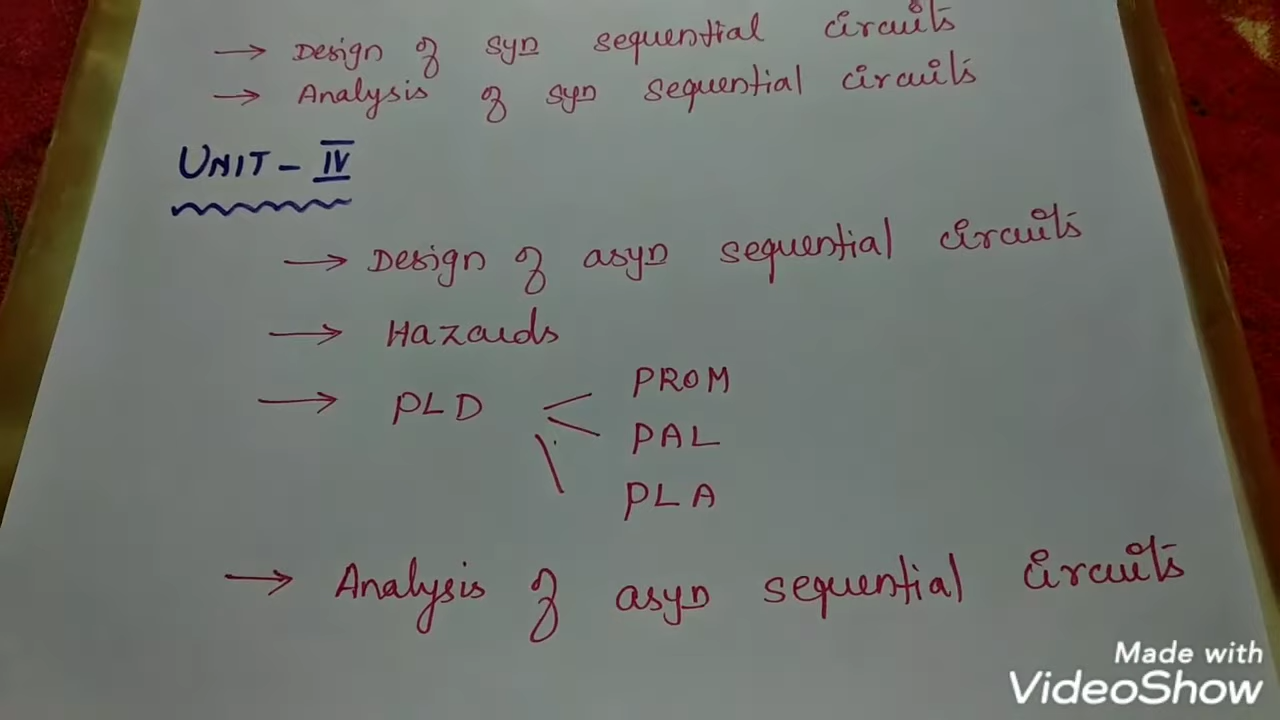 → Design of syn sequential circuits
→ Analysis of syn sequential circuits
UNIT - IV
→ Design of asyn sequential circuits
→ Hazards
→ PLD
PROM
PAL
PLA
→ Analysis of asyn sequential circuits
Made with
VideoShow